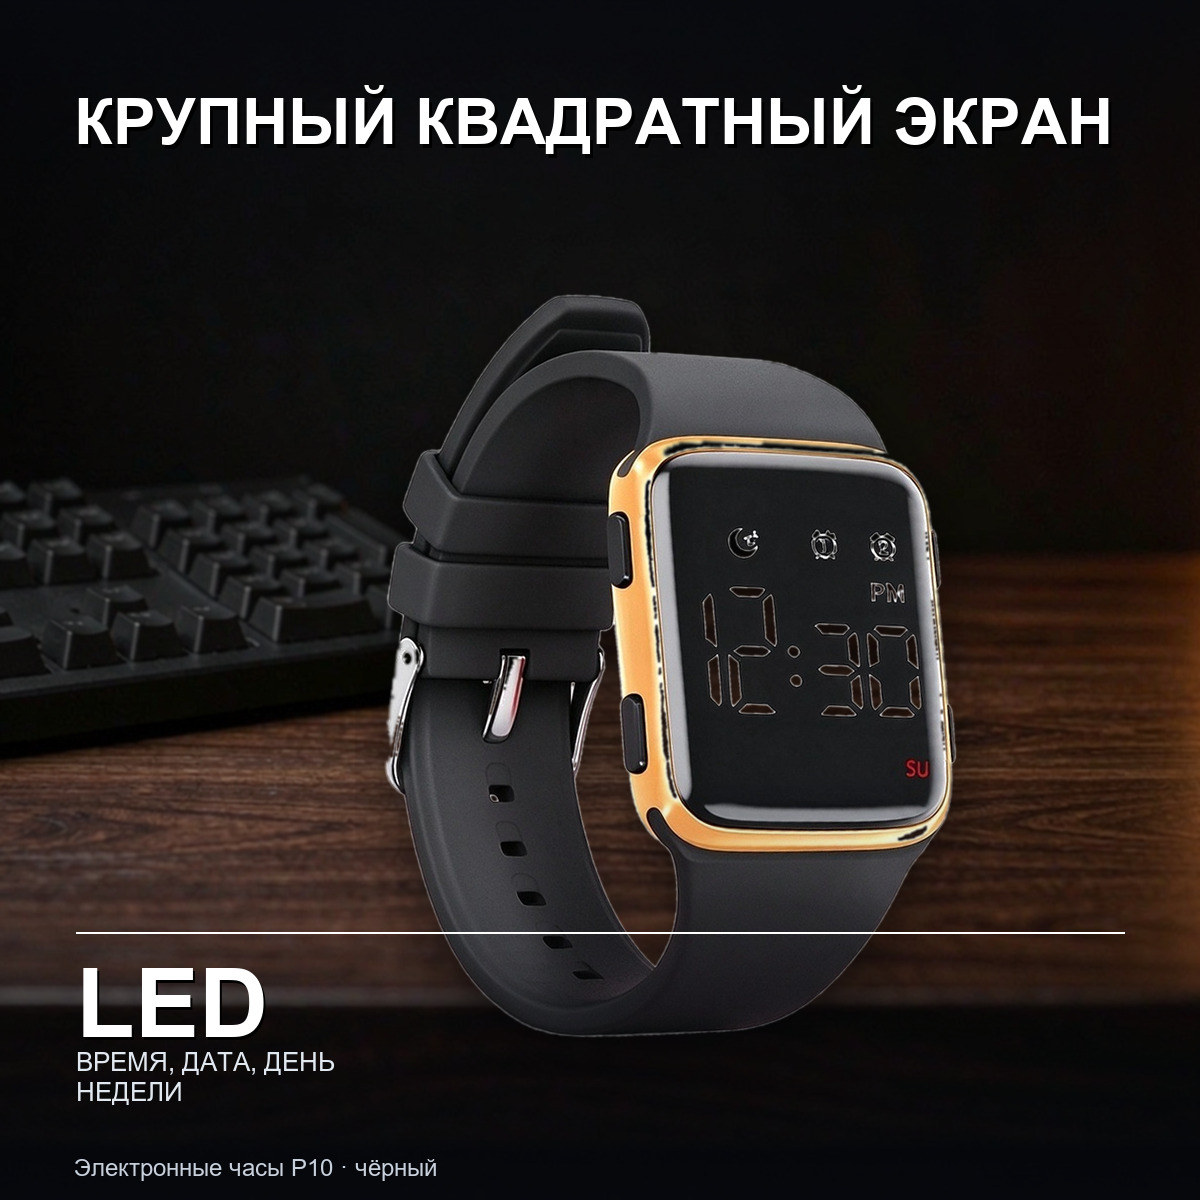 КРУПНЫЙ КВАДРАТНЫЙ ЭКРАН
PM
12:30
SU
LED
ВРЕМЯ, ДАТА, ДЕНЬ
НЕДЕЛИ
Электронные часы P10 · чёрный